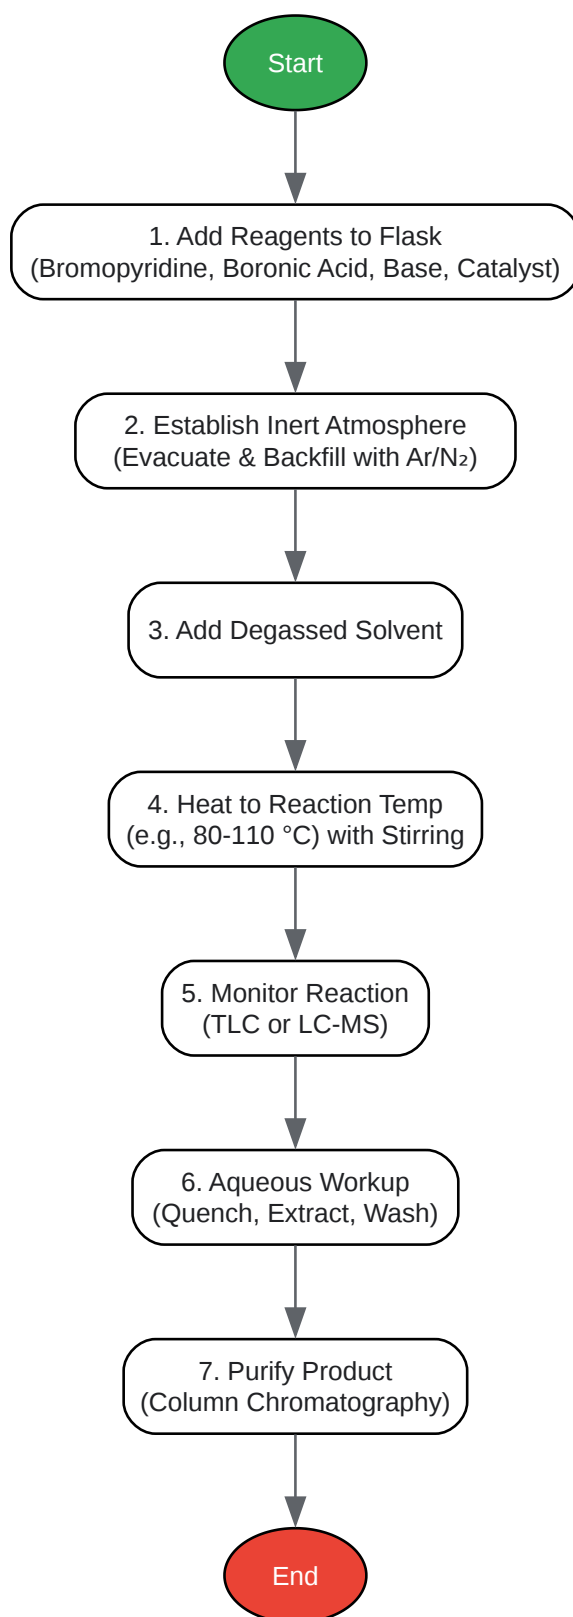 Start
1. Add Reagents to Flask
(Bromopyridine, Boronic Acid, Base, Catalyst)
2. Establish Inert Atmosphere
(Evacuate & Backfill with Ar/N₂)
3. Add Degassed Solvent
4. Heat to Reaction Temp
(e.g., 80-110 °C) with Stirring
5. Monitor Reaction
(TLC or LC-MS)
6. Aqueous Workup
(Quench, Extract, Wash)
7. Purify Product
(Column Chromatography)
End